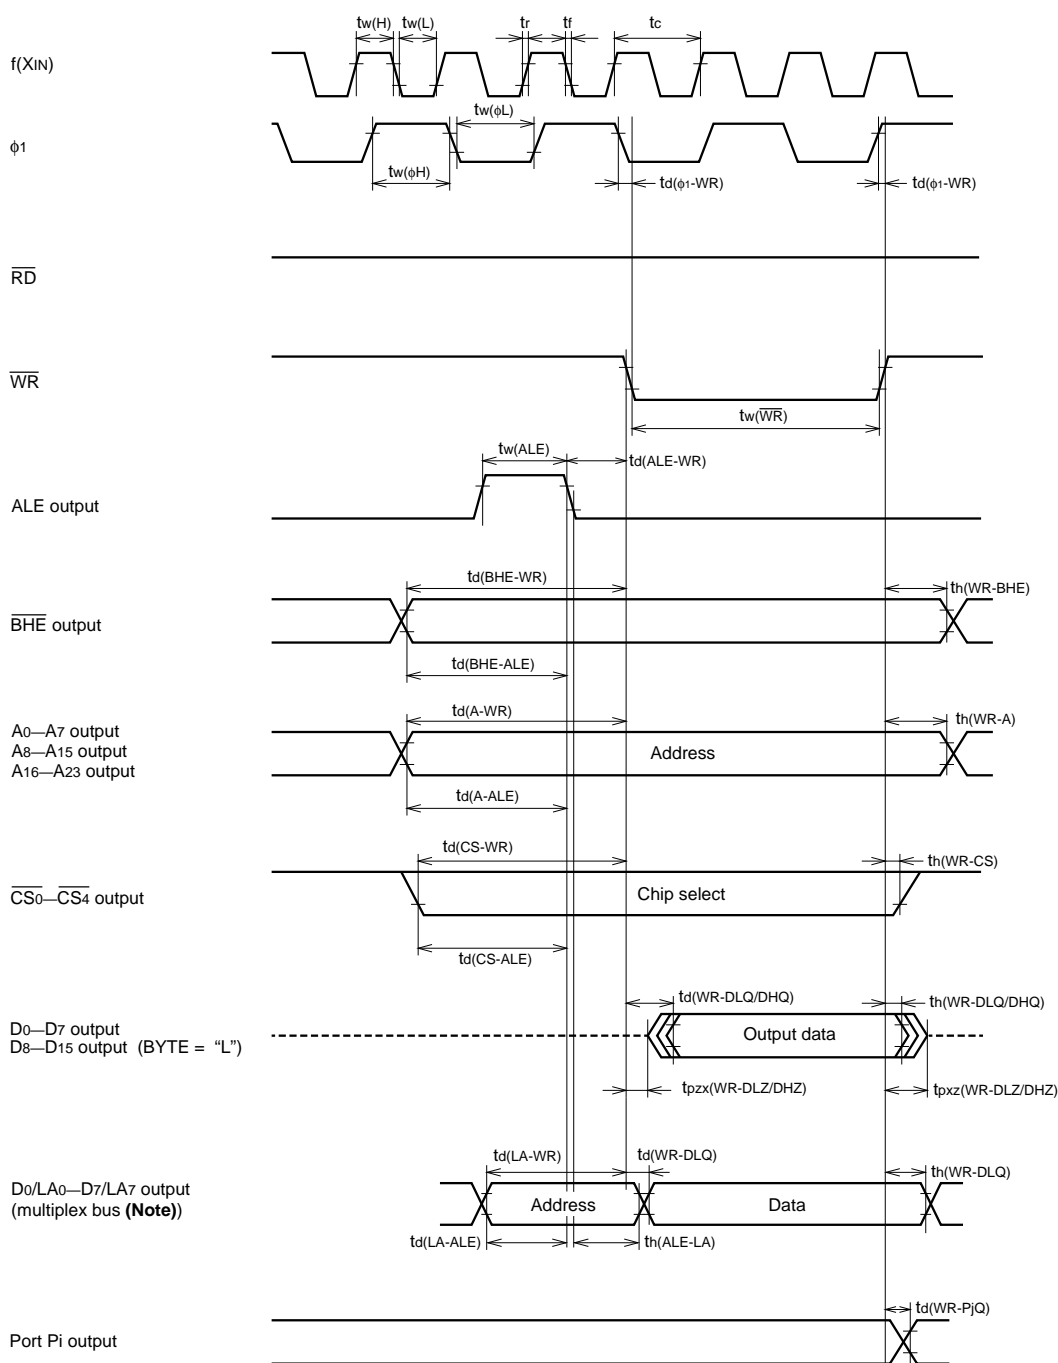 tw(H) tw(L) tr tf tc
f(XIN)
tw(ϕL)
ϕ1
tw(ϕH) td(ϕ1-WR) td(ϕ1-WR)
RD
WR
tw(WR)
tw(ALE) td(ALE-WR)
ALE output
td(BHE-WR) th(WR-BHE)
BHE output
td(BHE-ALE)
td(A-WR) th(WR-A)
A0—A7 output
A8—A15 output Address
A16—A23 output
td(A-ALE)
td(CS-WR) th(WR-CS)
CS0—CS4 output Chip select
td(CS-ALE)
td(WR-DLQ/DHQ) th(WR-DLQ/DHQ)
D0—D7 output Output data
D8—D15 output (BYTE = “L”)
tpzx(WR-DLZ/DHZ) tpxz(WR-DLZ/DHZ)
td(LA-WR) td(WR-DLQ) th(WR-DLQ)
D0/LA0—D7/LA7 output
(multiplex bus (Note)) Address Data
td(LA-ALE) th(ALE-LA)
td(WR-PjQ)
Port Pi output